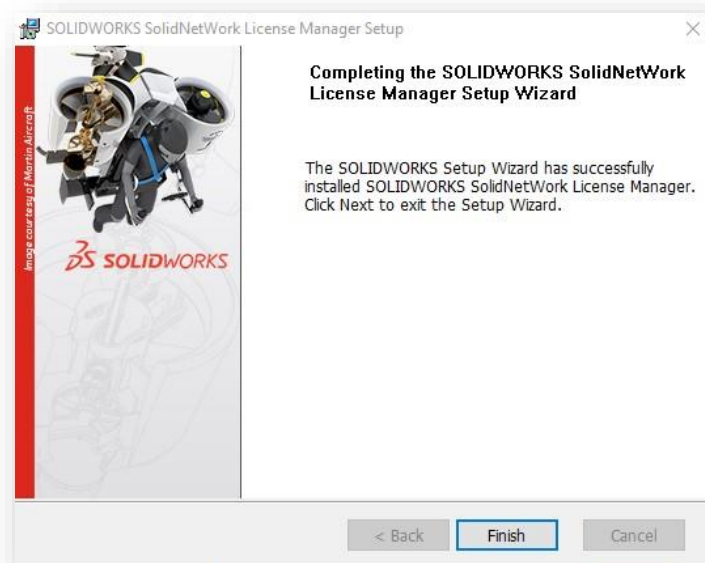 SOLIDWORKS SolidNetWork License Manager Setup
Image courtesy of Martin Aircraft
SOLIDWORKS
Completing the SOLIDWORKS SolidNetWork
License Manager Setup Wizard
The SOLIDWORKS Setup Wizard has successfully
installed SOLIDWORKS SolidNetWork License Manager.
Click Next to exit the Setup Wizard.
< Back
Finish
Cancel